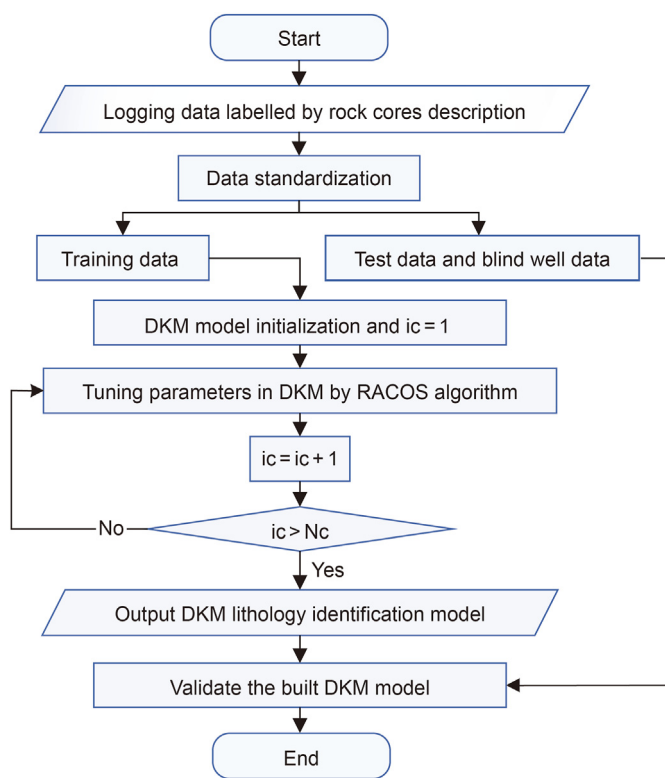 Start
Logging data labelled by rock cores description
Data standardization
Training data
Test data and blind well data
DKM model initialization and ic = 1
Tuning parameters in DKM by RACOS algorithm
ic = ic + 1
No
ic > Nc
Yes
Output DKM lithology identification model
Validate the built DKM model
End